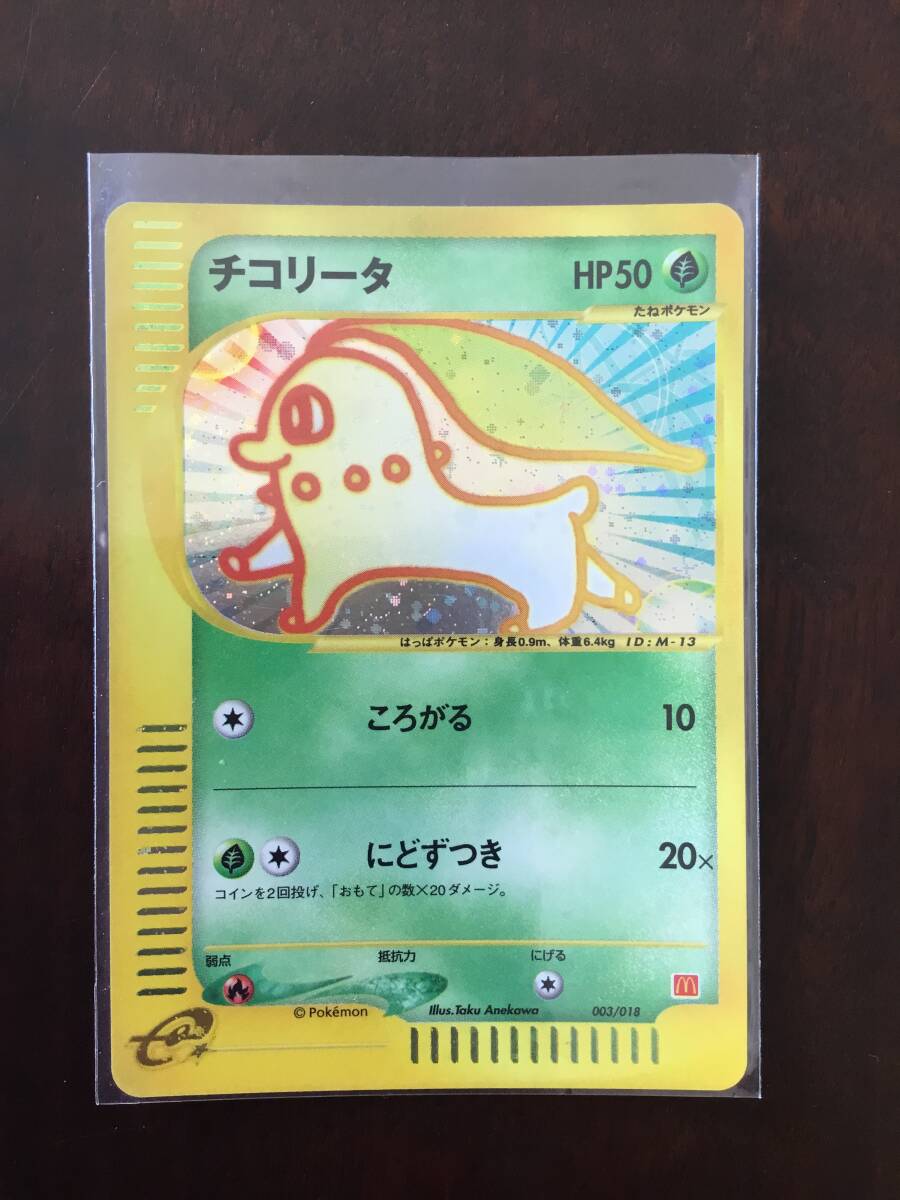 チコリータ HP50
たねポケモン
はっぱポケモン：身長0.9m、体重6.4kg ID:M-13
ころがる 10
にどずつき 20×
コインを2回投げ、「おもて」の数×20ダメージ。
弱点 抵抗力 にげる
© Pokémon Illus.Taku Anekawa 003/018